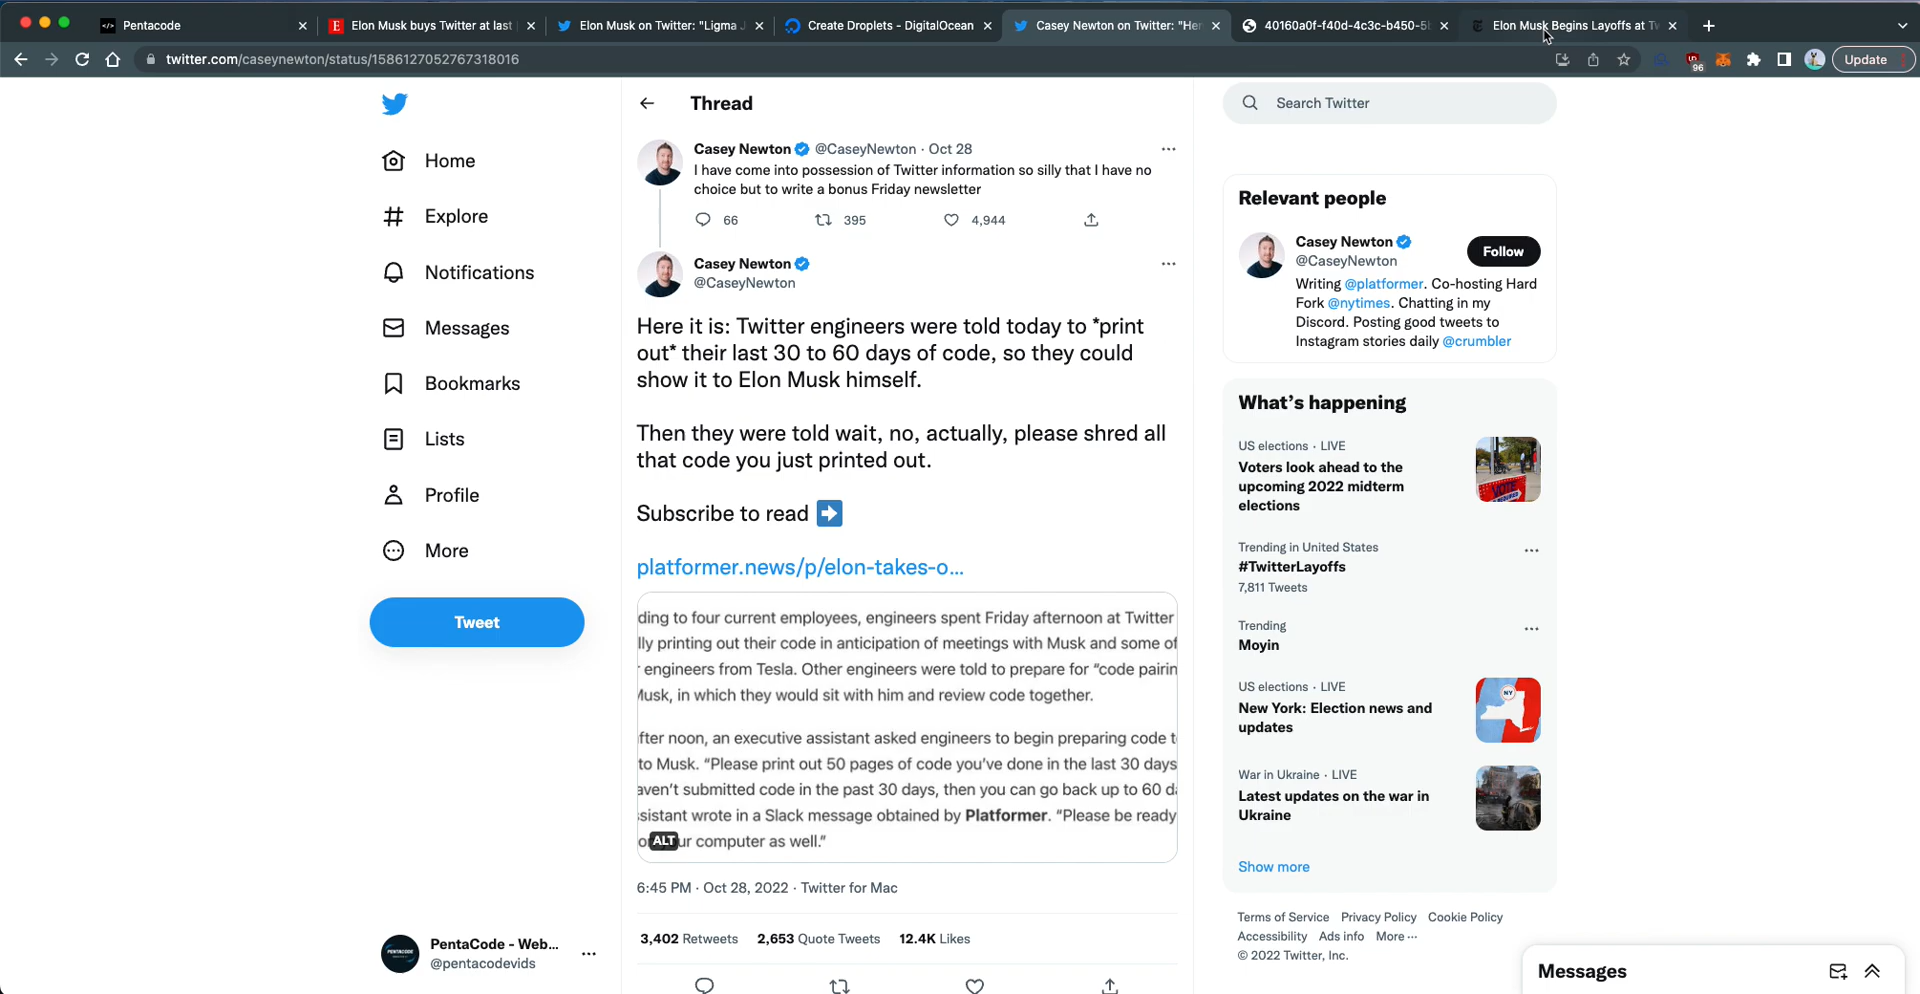 Pentacode
Elon Musk buys Twitter at last
Elon Musk on Twitter: "Ligma J
Create Droplets - DigitalOcean
Casey Newton on Twitter: "Her
40160a0f-f40d-4c3c-b450-5
Elon Musk Begins Layoffs at Tw
twitter.com/caseynewton/status/1586127052767318016
96
Update
Home
Explore
Notifications
Messages
Bookmarks
Lists
Profile
More
Tweet
PentaCode - Web...
@pentacodevids
Thread
Casey Newton @CaseyNewton · Oct 28
I have come into possession of Twitter information so silly that I have no
choice but to write a bonus Friday newsletter
66 395 4,944
Casey Newton
@CaseyNewton
Here it is: Twitter engineers were told today to *print
out* their last 30 to 60 days of code, so they could
show it to Elon Musk himself.
Then they were told wait, no, actually, please shred all
that code you just printed out.
Subscribe to read ➡
platformer.news/p/elon-takes-o...
ding to four current employees, engineers spent Friday afternoon at Twitter
lly printing out their code in anticipation of meetings with Musk and some of
engineers from Tesla. Other engineers were told to prepare for “code pairin
Musk, in which they would sit with him and review code together.
fter noon, an executive assistant asked engineers to begin preparing code t
to Musk. “Please print out 50 pages of code you’ve done in the last 30 days
aven’t submitted code in the past 30 days, then you can go back up to 60 d
sistant wrote in a Slack message obtained by Platformer. “Please be ready
ALT ur computer as well.”
6:45 PM · Oct 28, 2022 · Twitter for Mac
3,402 Retweets 2,653 Quote Tweets 12.4K Likes
Search Twitter
Relevant people
Casey Newton
@CaseyNewton
Follow
Writing @platformer. Co-hosting Hard
Fork @nytimes. Chatting in my
Discord. Posting good tweets to
Instagram stories daily @crumbler
What’s happening
US elections · LIVE
Voters look ahead to the
upcoming 2022 midterm
elections
VOTE
Trending in United States
#TwitterLayoffs
7,811 Tweets
Trending
Moyin
US elections · LIVE
New York: Election news and
updates
NY
War in Ukraine · LIVE
Latest updates on the war in
Ukraine
Show more
Terms of Service Privacy Policy Cookie Policy
Accessibility Ads info More ···
© 2022 Twitter, Inc.
Messages